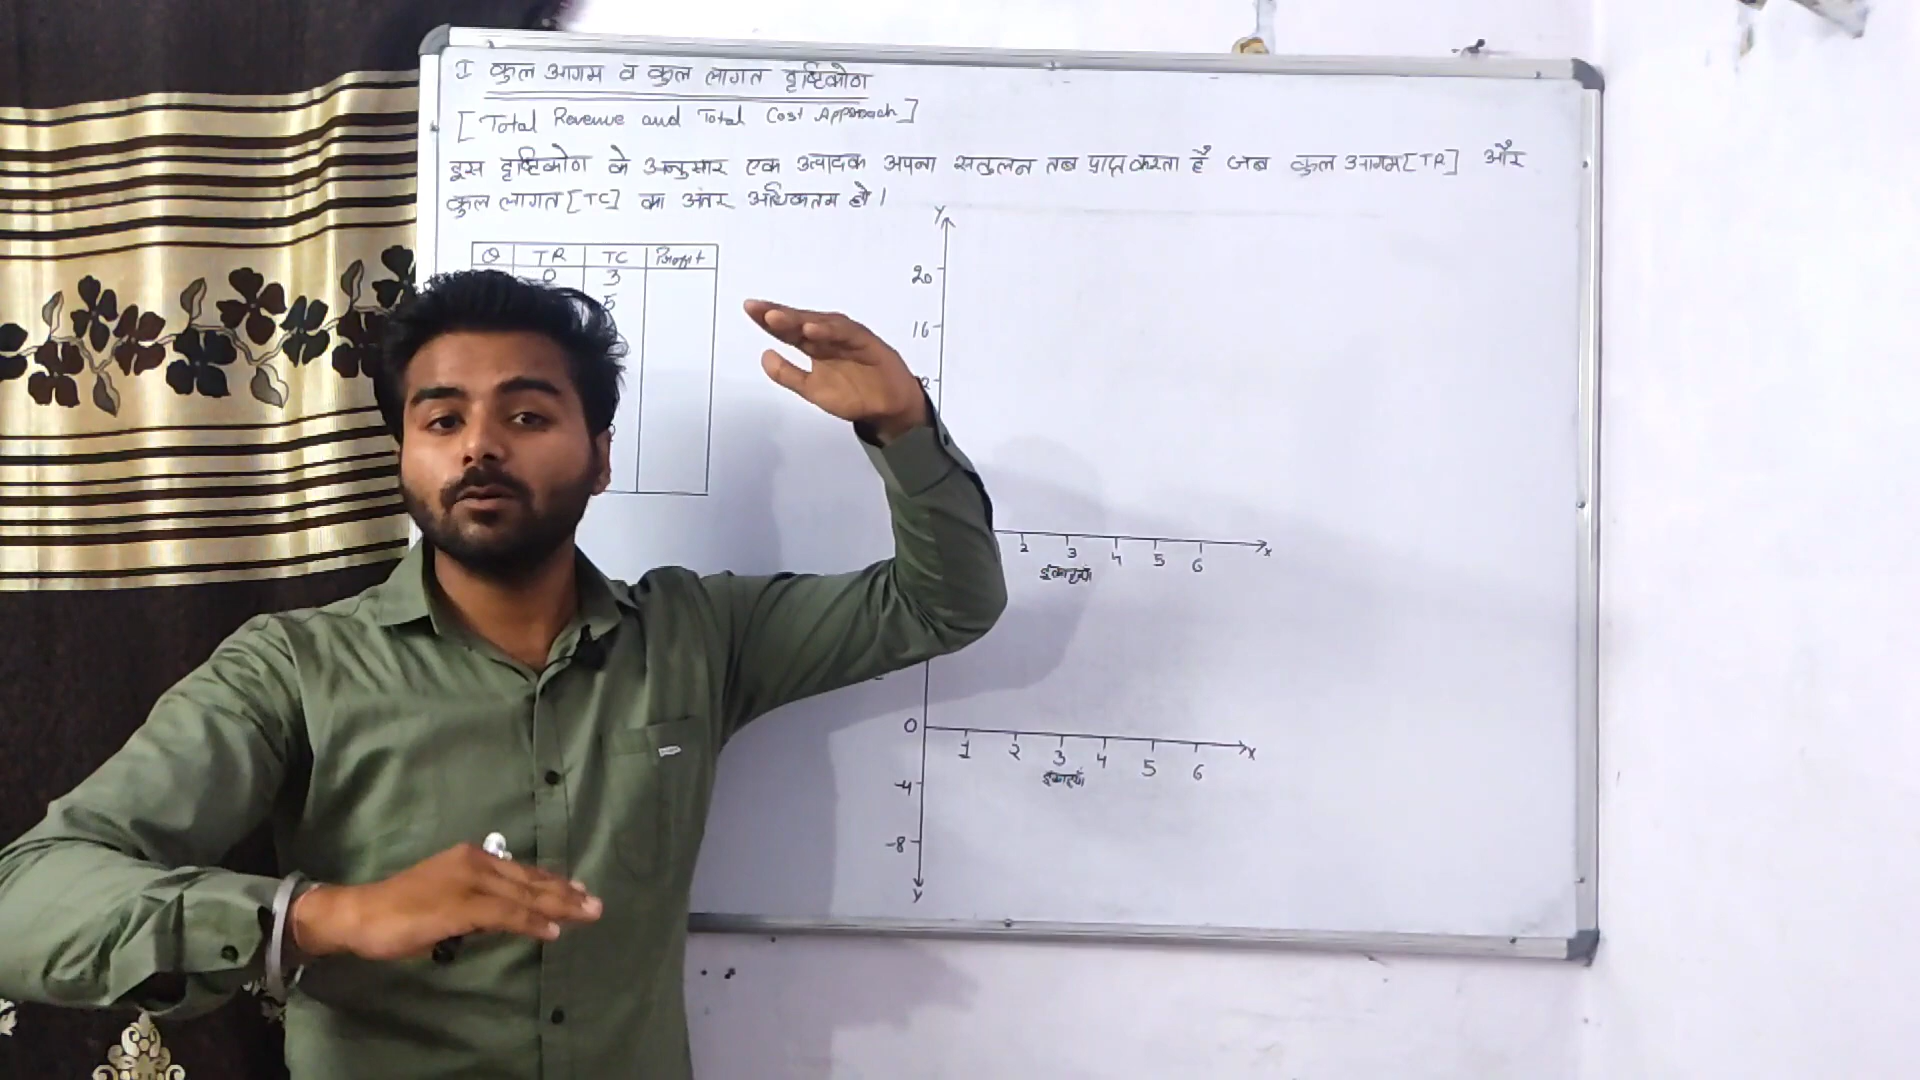 I कुल आगम व कुल लागत दृष्टिकोण
[Total Revenue and Total Cost Approach]
इस दृष्टिकोण के अनुसार एक उत्पादक अपना सतुलन तब प्राप्त करता है जब कुल आगम [TR] और
कुल लागत [TC] का अंतर अधिकतम हो।
Q TR TC Profit
0 3
5
Y
20
16
2 3 4 5 6 X
इकाइयाँ
0
1 2 3 4 5 6 X
इकाइयाँ
-4
-8
Y